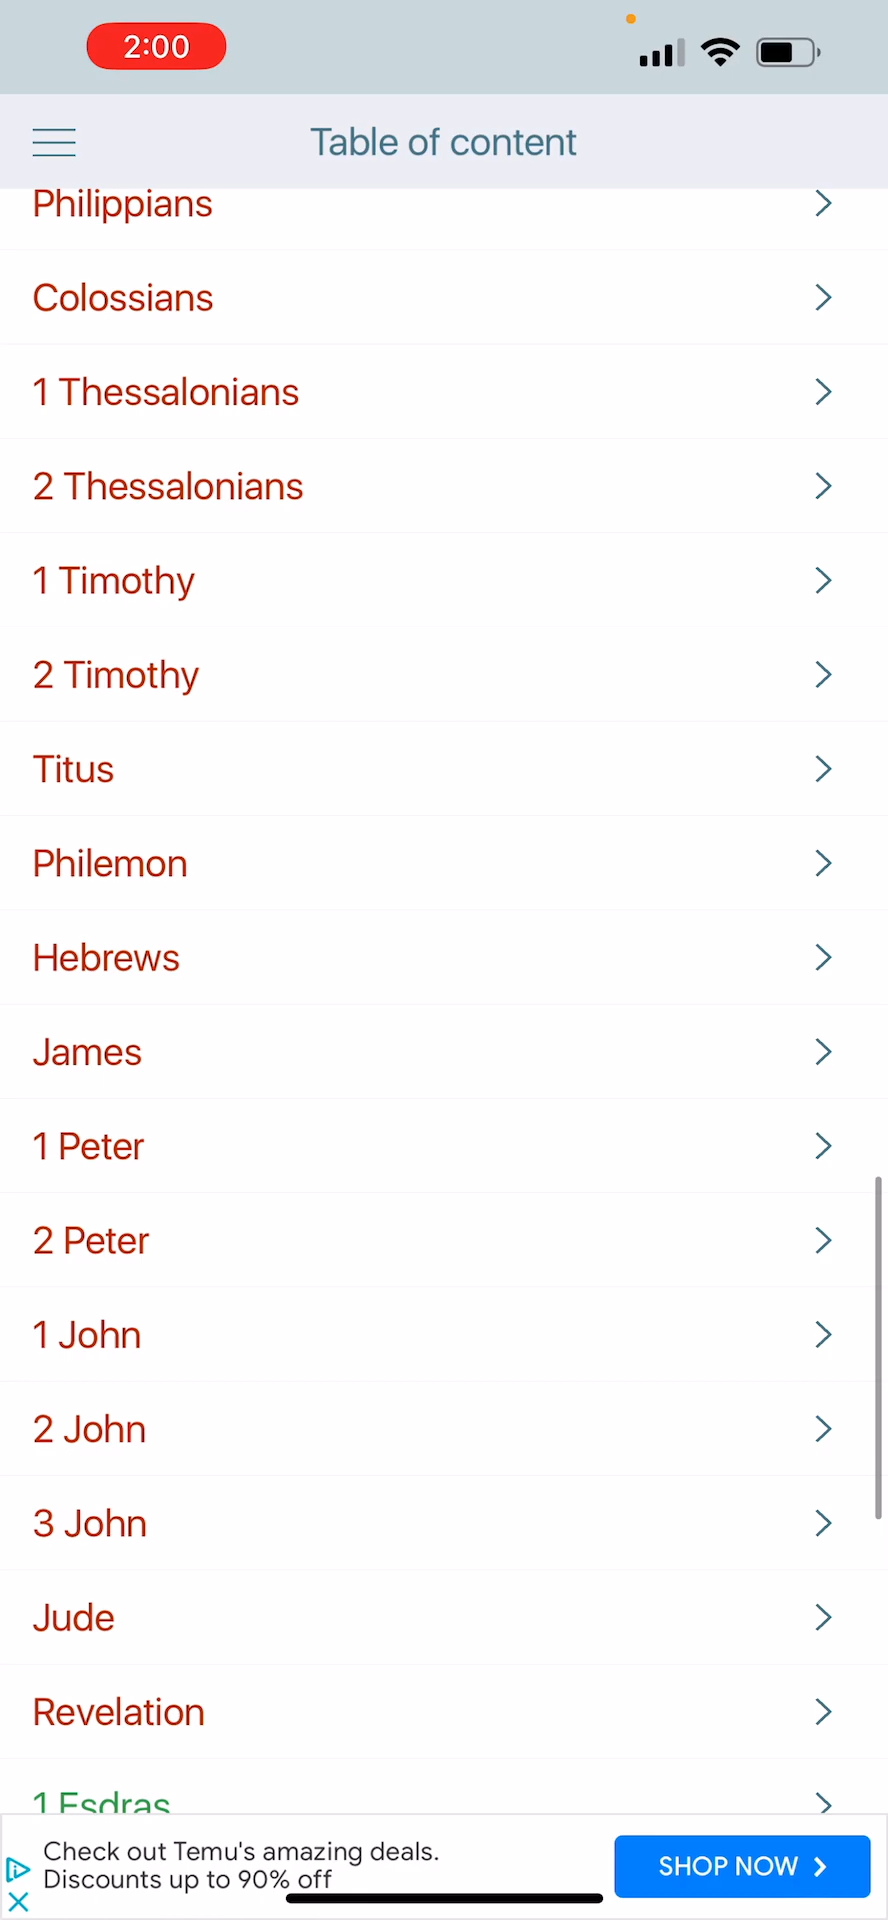 2:00
Table of content
Philippians
Colossians
1 Thessalonians
2 Thessalonians
1 Timothy
2 Timothy
Titus
Philemon
Hebrews
James
1 Peter
2 Peter
1 John
2 John
3 John
Jude
Revelation
1 Esdras
Check out Temu's amazing deals.
Discounts up to 90% off
SHOP NOW